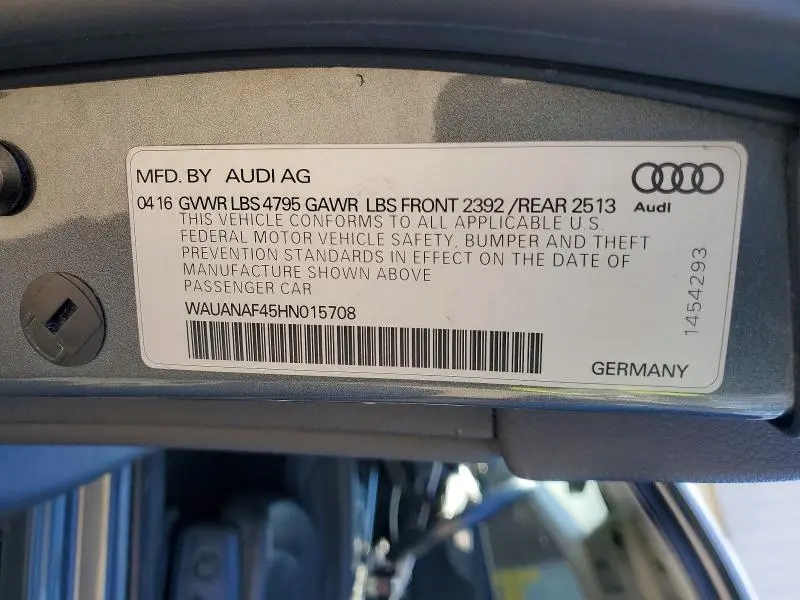 MFD. BY AUDI AG
0416 GVWR LBS 4795 GAWR LBS FRONT 2392 /REAR 2513
THIS VEHICLE CONFORMS TO ALL APPLICABLE U.S.
FEDERAL MOTOR VEHICLE SAFETY, BUMPER AND THEFT
PREVENTION STANDARDS IN EFFECT ON THE DATE OF
MANUFACTURE SHOWN ABOVE
PASSENGER CAR
WAUANAF45HN015708
Audi
1454293
GERMANY